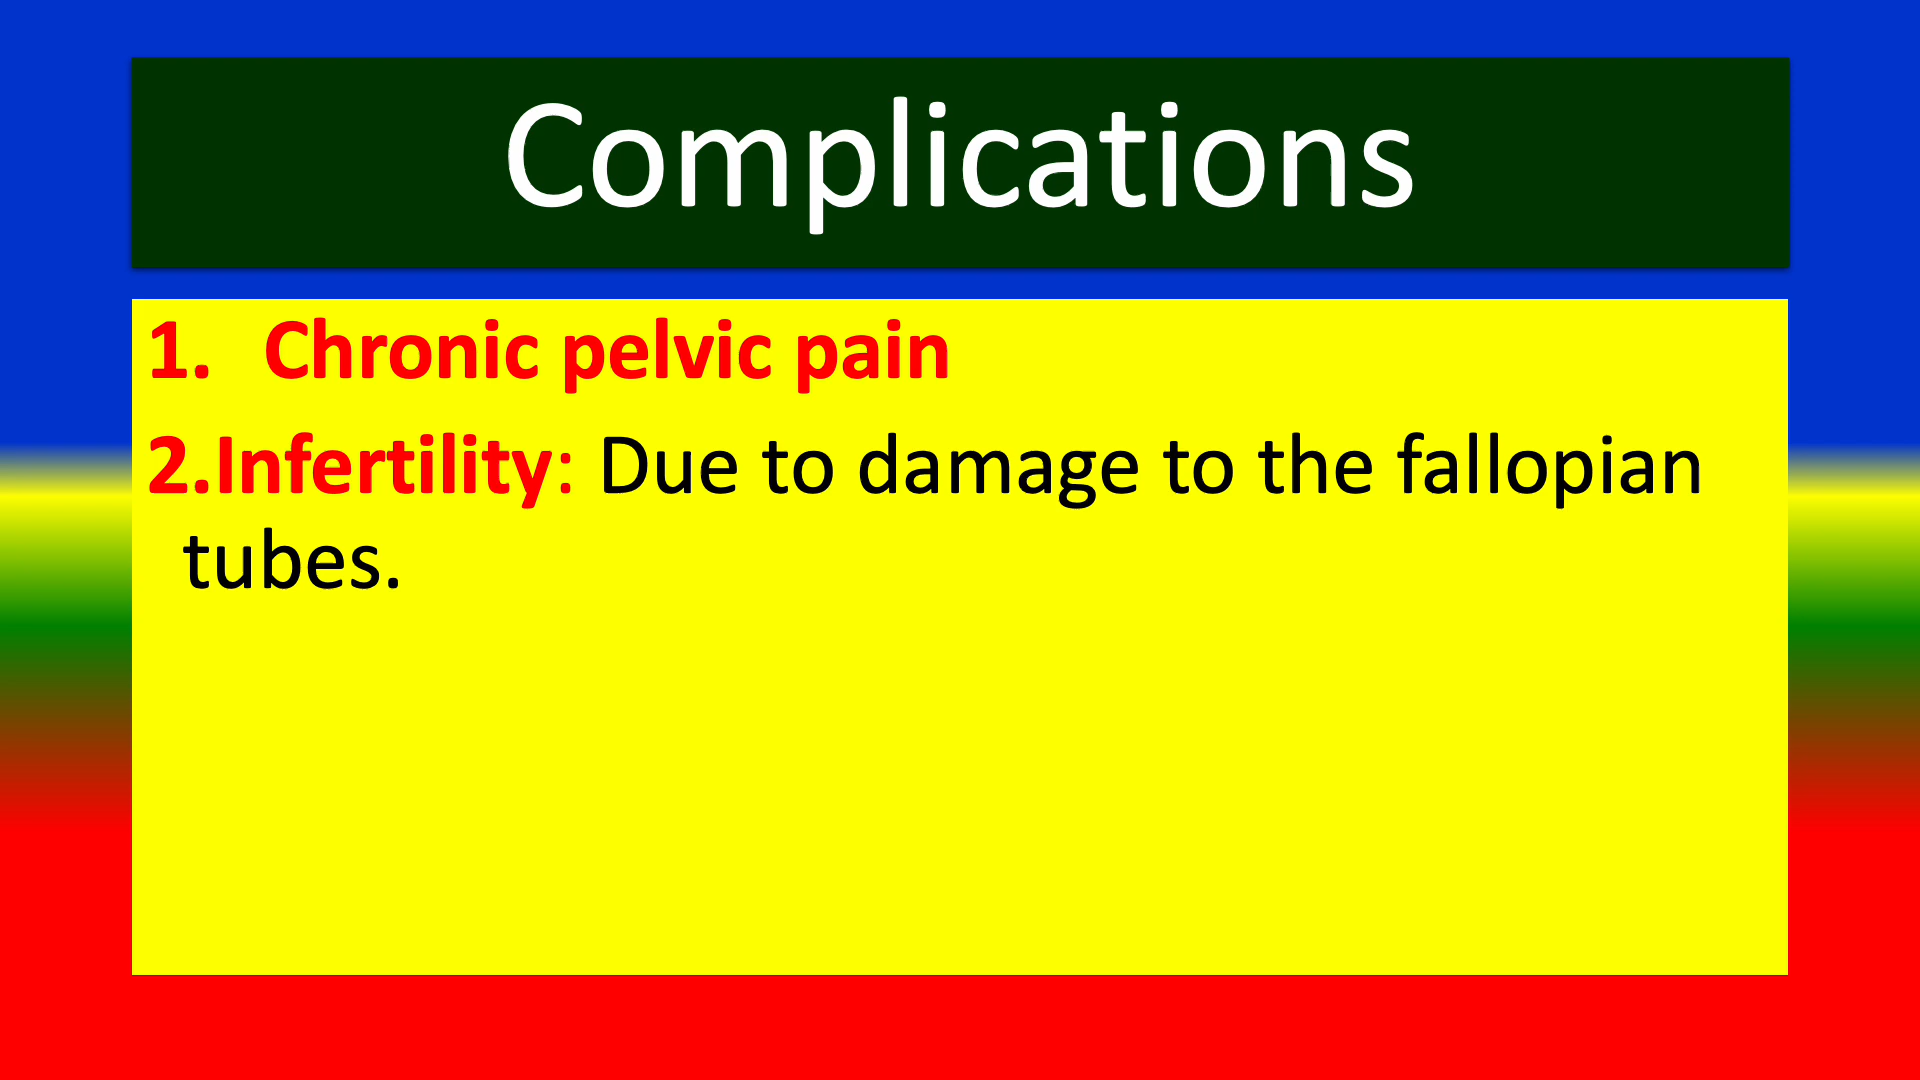 Complications
1. Chronic pelvic pain
2.Infertility: Due to damage to the fallopian
tubes.